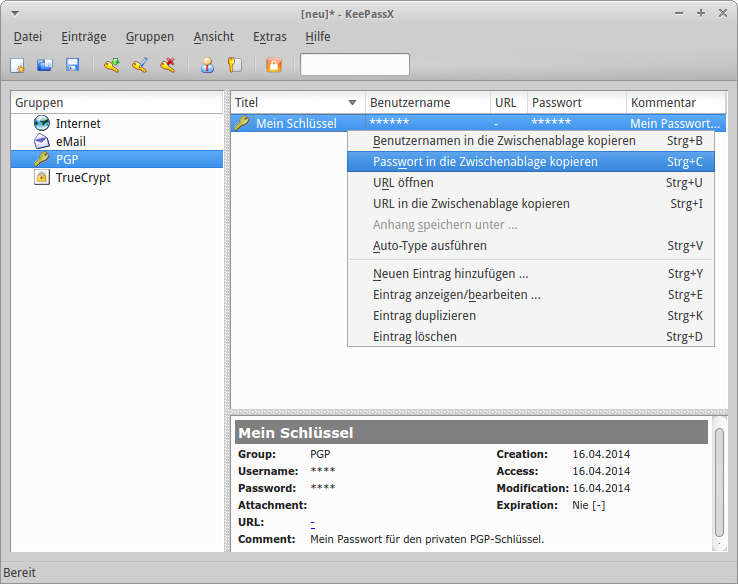 [neu]* - KeePassX
Datei Einträge Gruppen Ansicht Extras Hilfe
Gruppen
Internet
eMail
PGP
TrueCrypt
Titel Benutzername URL Passwort Kommentar
Mein Schlüssel ****** - ****** Mein Passwort...
Benutzernamen in die Zwischenablage kopieren Strg+B
Passwort in die Zwischenablage kopieren Strg+C
URL öffnen Strg+U
URL in die Zwischenablage kopieren Strg+I
Anhang speichern unter ...
Auto-Type ausführen Strg+V
Neuen Eintrag hinzufügen ... Strg+Y
Eintrag anzeigen/bearbeiten ... Strg+E
Eintrag duplizieren Strg+K
Eintrag löschen Strg+D
Mein Schlüssel
Group: PGP Creation: 16.04.2014
Username: **** Access: 16.04.2014
Password: **** Modification: 16.04.2014
Attachment: Expiration: Nie [-]
URL: -
Comment: Mein Passwort für den privaten PGP-Schlüssel.
Bereit